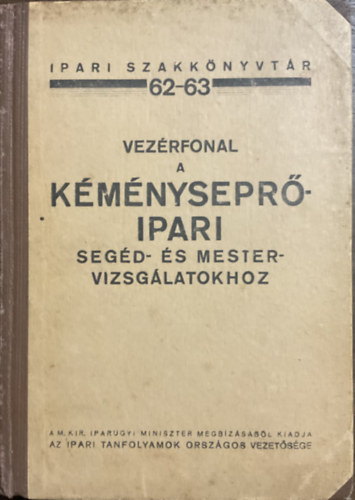 IPARI SZAKKÖNYVTÁR
62-63
VEZÉRFONAL
A
KÉMÉNYSEPRŐ-
IPARI
SEGÉD- ÉS MESTER-
VIZSGÁLATOKHOZ
A M. KIR. IPARÜGYI MINISZTER MEGBÍZÁSÁBÓL KIADJA
AZ IPARI TANFOLYAMOK ORSZÁGOS VEZETŐSÉGE